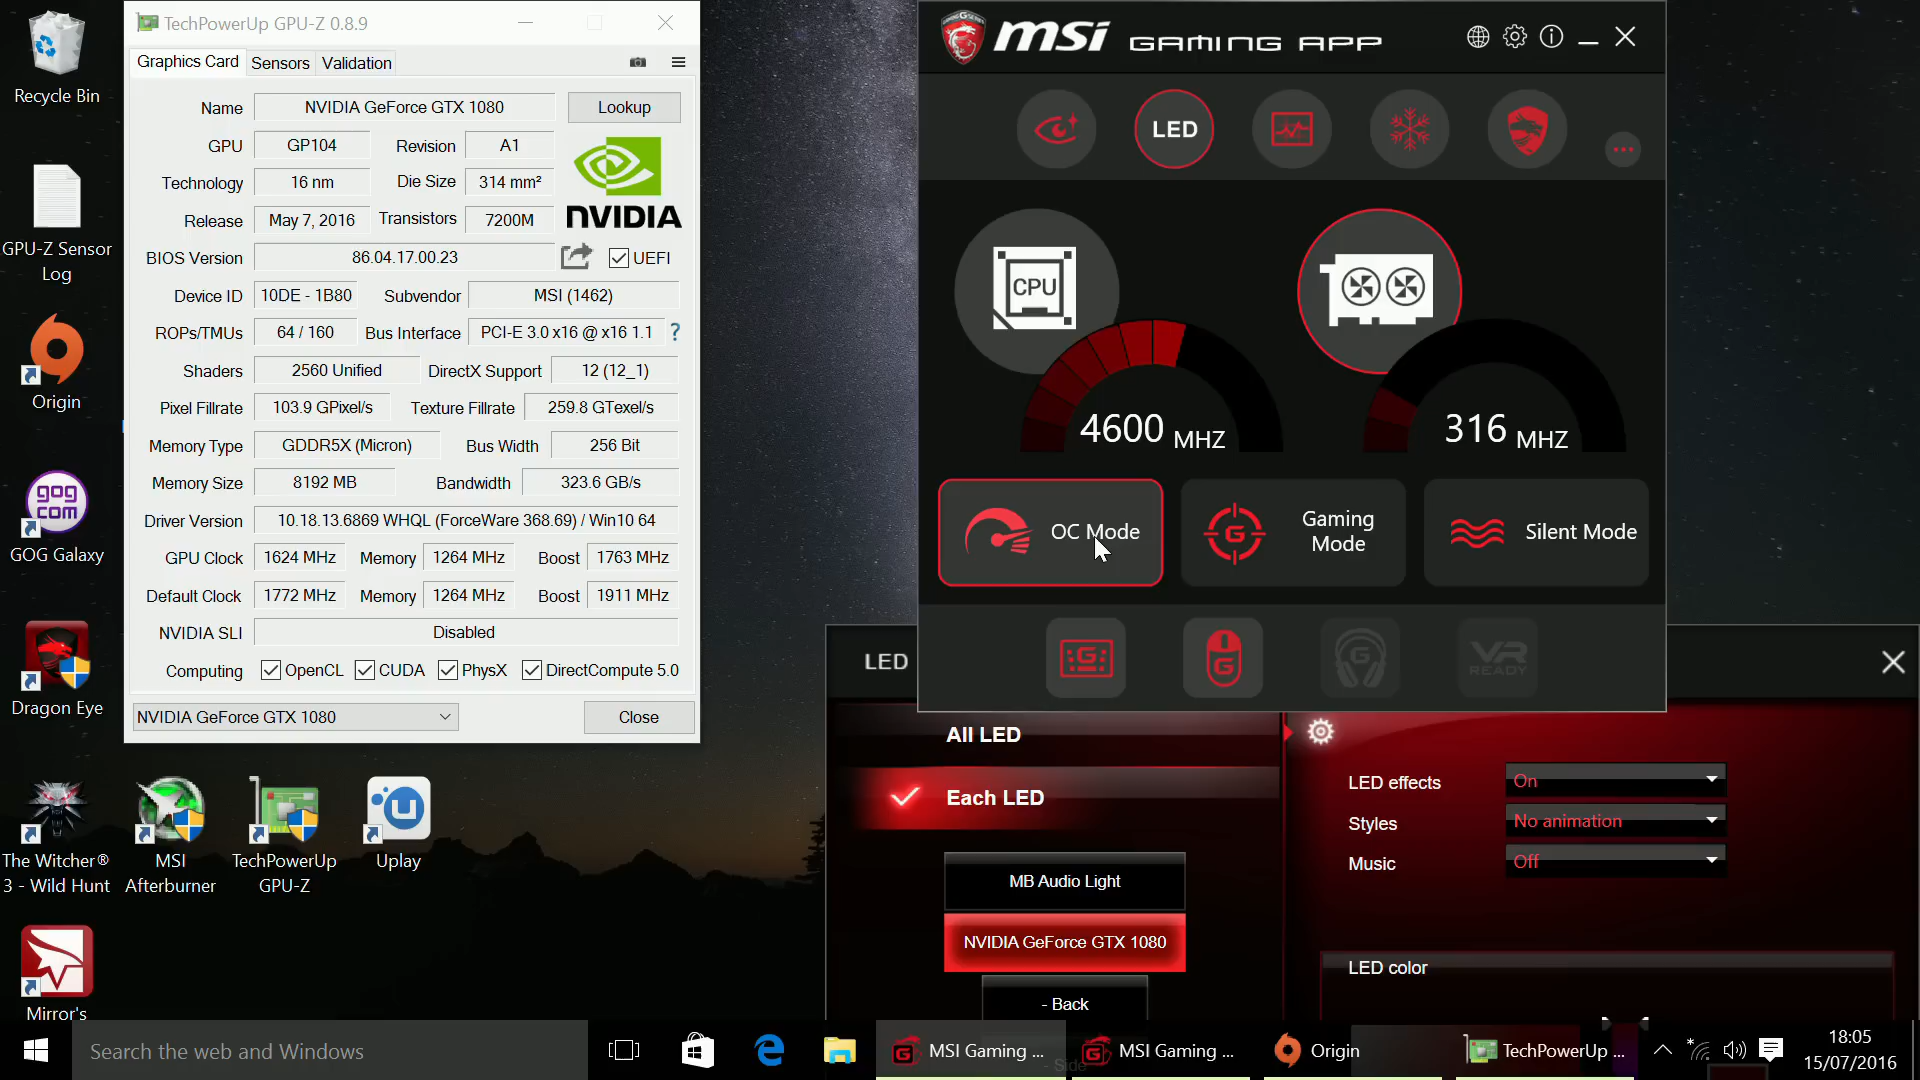 Recycle Bin
GPU-Z Sensor
Log
Origin
gog
com
GOG Galaxy
Dragon Eye
The Witcher®
3 - Wild Hunt
MSI
Afterburner
TechPowerUp
GPU-Z
Uplay
Mirror's
TechPowerUp GPU-Z 0.8.9
Graphics Card Sensors Validation
Name NVIDIA GeForce GTX 1080 Lookup
GPU GP104 Revision A1
Technology 16 nm Die Size 314 mm²
Release May 7, 2016 Transistors 7200M
NVIDIA
BIOS Version 86.04.17.00.23 UEFI
Device ID 10DE - 1B80 Subvendor MSI (1462)
ROPs/TMUs 64 / 160 Bus Interface PCI-E 3.0 x16 @ x16 1.1 ?
Shaders 2560 Unified DirectX Support 12 (12_1)
Pixel Fillrate 103.9 GPixel/s Texture Fillrate 259.8 GTexel/s
Memory Type GDDR5X (Micron) Bus Width 256 Bit
Memory Size 8192 MB Bandwidth 323.6 GB/s
Driver Version 10.18.13.6869 WHQL (ForceWare 368.69) / Win10 64
GPU Clock 1624 MHz Memory 1264 MHz Boost 1763 MHz
Default Clock 1772 MHz Memory 1264 MHz Boost 1911 MHz
NVIDIA SLI Disabled
Computing OpenCL CUDA PhysX DirectCompute 5.0
NVIDIA GeForce GTX 1080 Close
msi GAMING APP
LED
CPU
4600 MHZ
316 MHZ
OC Mode
Gaming
Mode
Silent Mode
G
G
G
VR
READY
LED
All LED
Each LED
MB Audio Light
NVIDIA GeForce GTX 1080
- Back
- Side
LED effects On
Styles No animation
Music Off
LED color
Search the web and Windows
MSI Gaming ...
MSI Gaming ...
Origin
TechPowerUp ...
18:05
15/07/2016